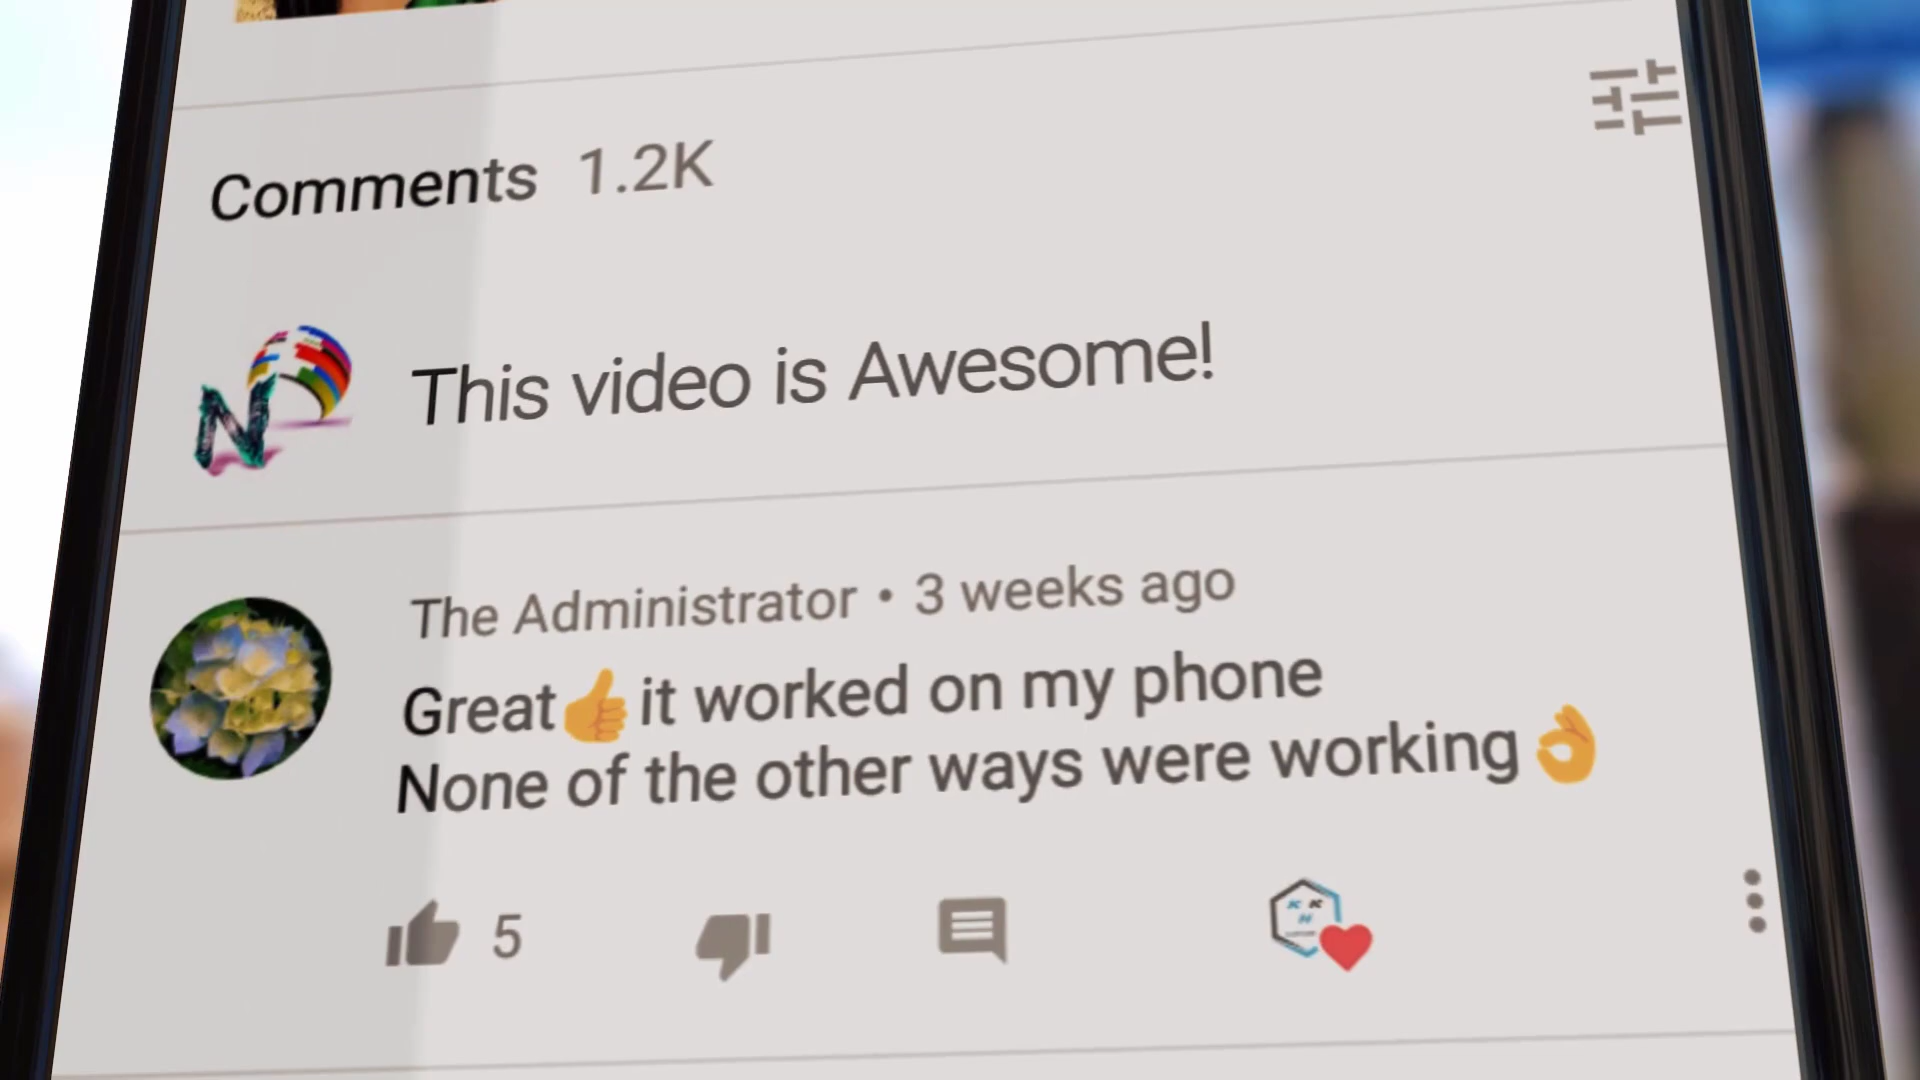 Comments 1.2K
This video is Awesome!
The Administrator • 3 weeks ago
Great👍it worked on my phone
None of the other ways were working👌
5